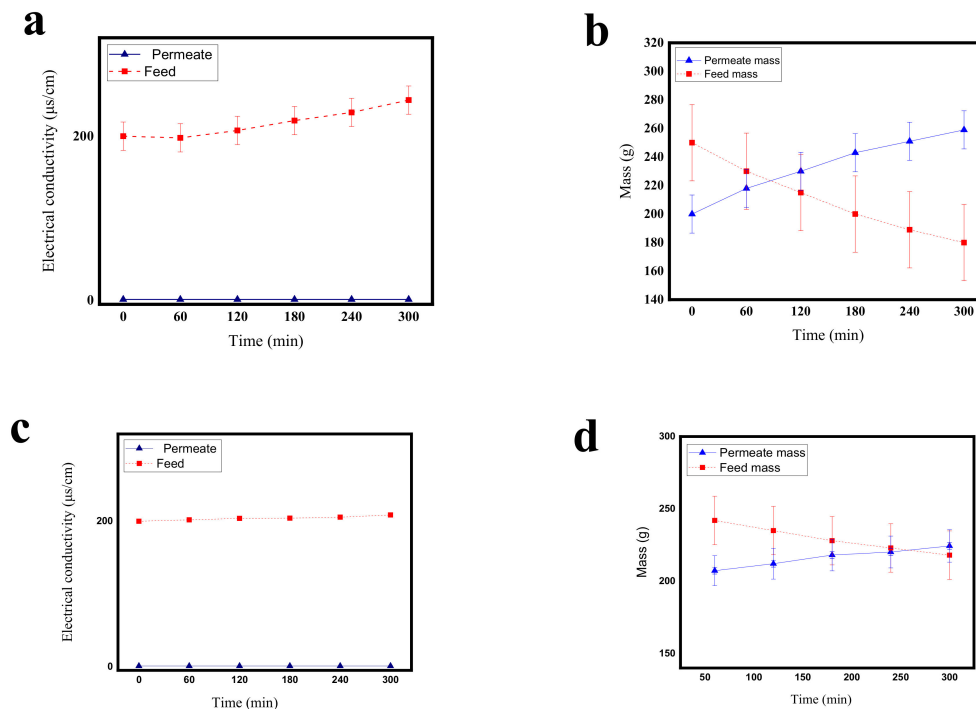 a
Permeate
Feed
Electrical conductivity (µs/cm)
200
0
0 60 120 180 240 300
Time (min)
b
Permeate mass
Feed mass
Mass (g)
320
300
280
260
240
220
200
180
160
140
0 60 120 180 240 300
Time (min)
c
Permeate
Feed
Electrical conductivity (µs/cm)
200
0
0 60 120 180 240 300
Time (min)
d
Permeate mass
Feed mass
Mass (g)
300
250
200
150
50 100 150 200 250 300
Time (min)